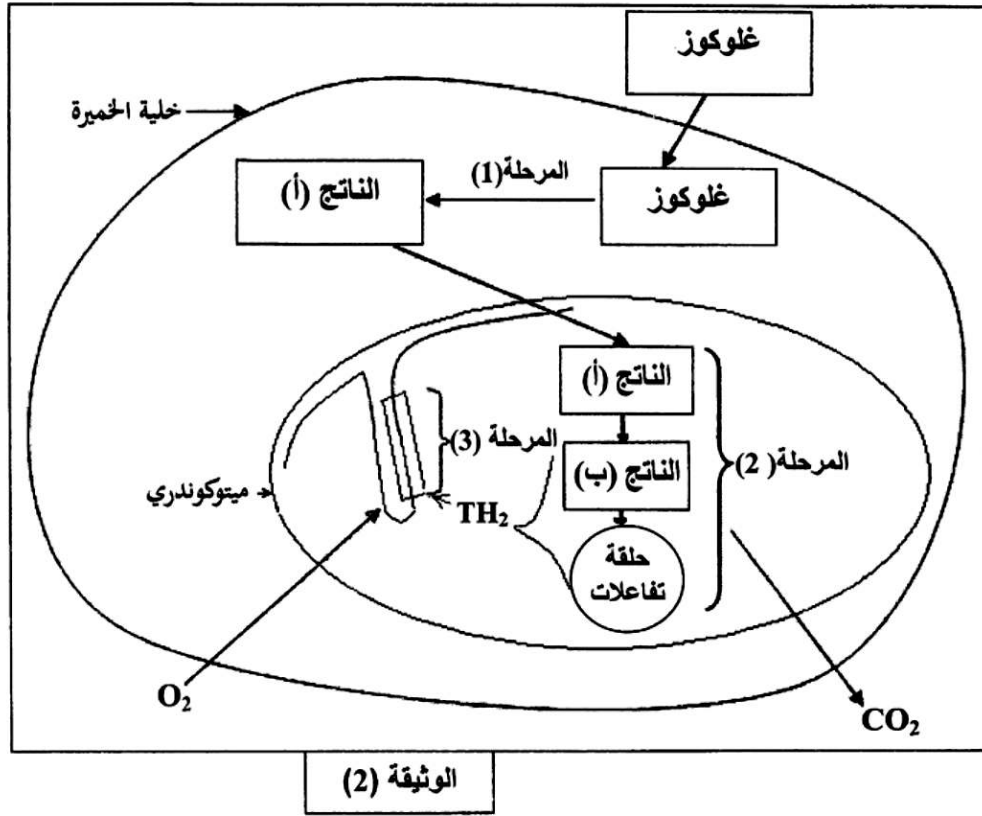 غلوكوز
خلية الخميرة
المرحلة(1)
الناتج (أ)
غلوكوز
الناتج (أ)
المرحلة (3)
الناتج (ب)
المرحلة( 2)
ميتوكوندري
TH₂
حلقة
تفاعلات
O₂
CO₂
الوثيقة (2)